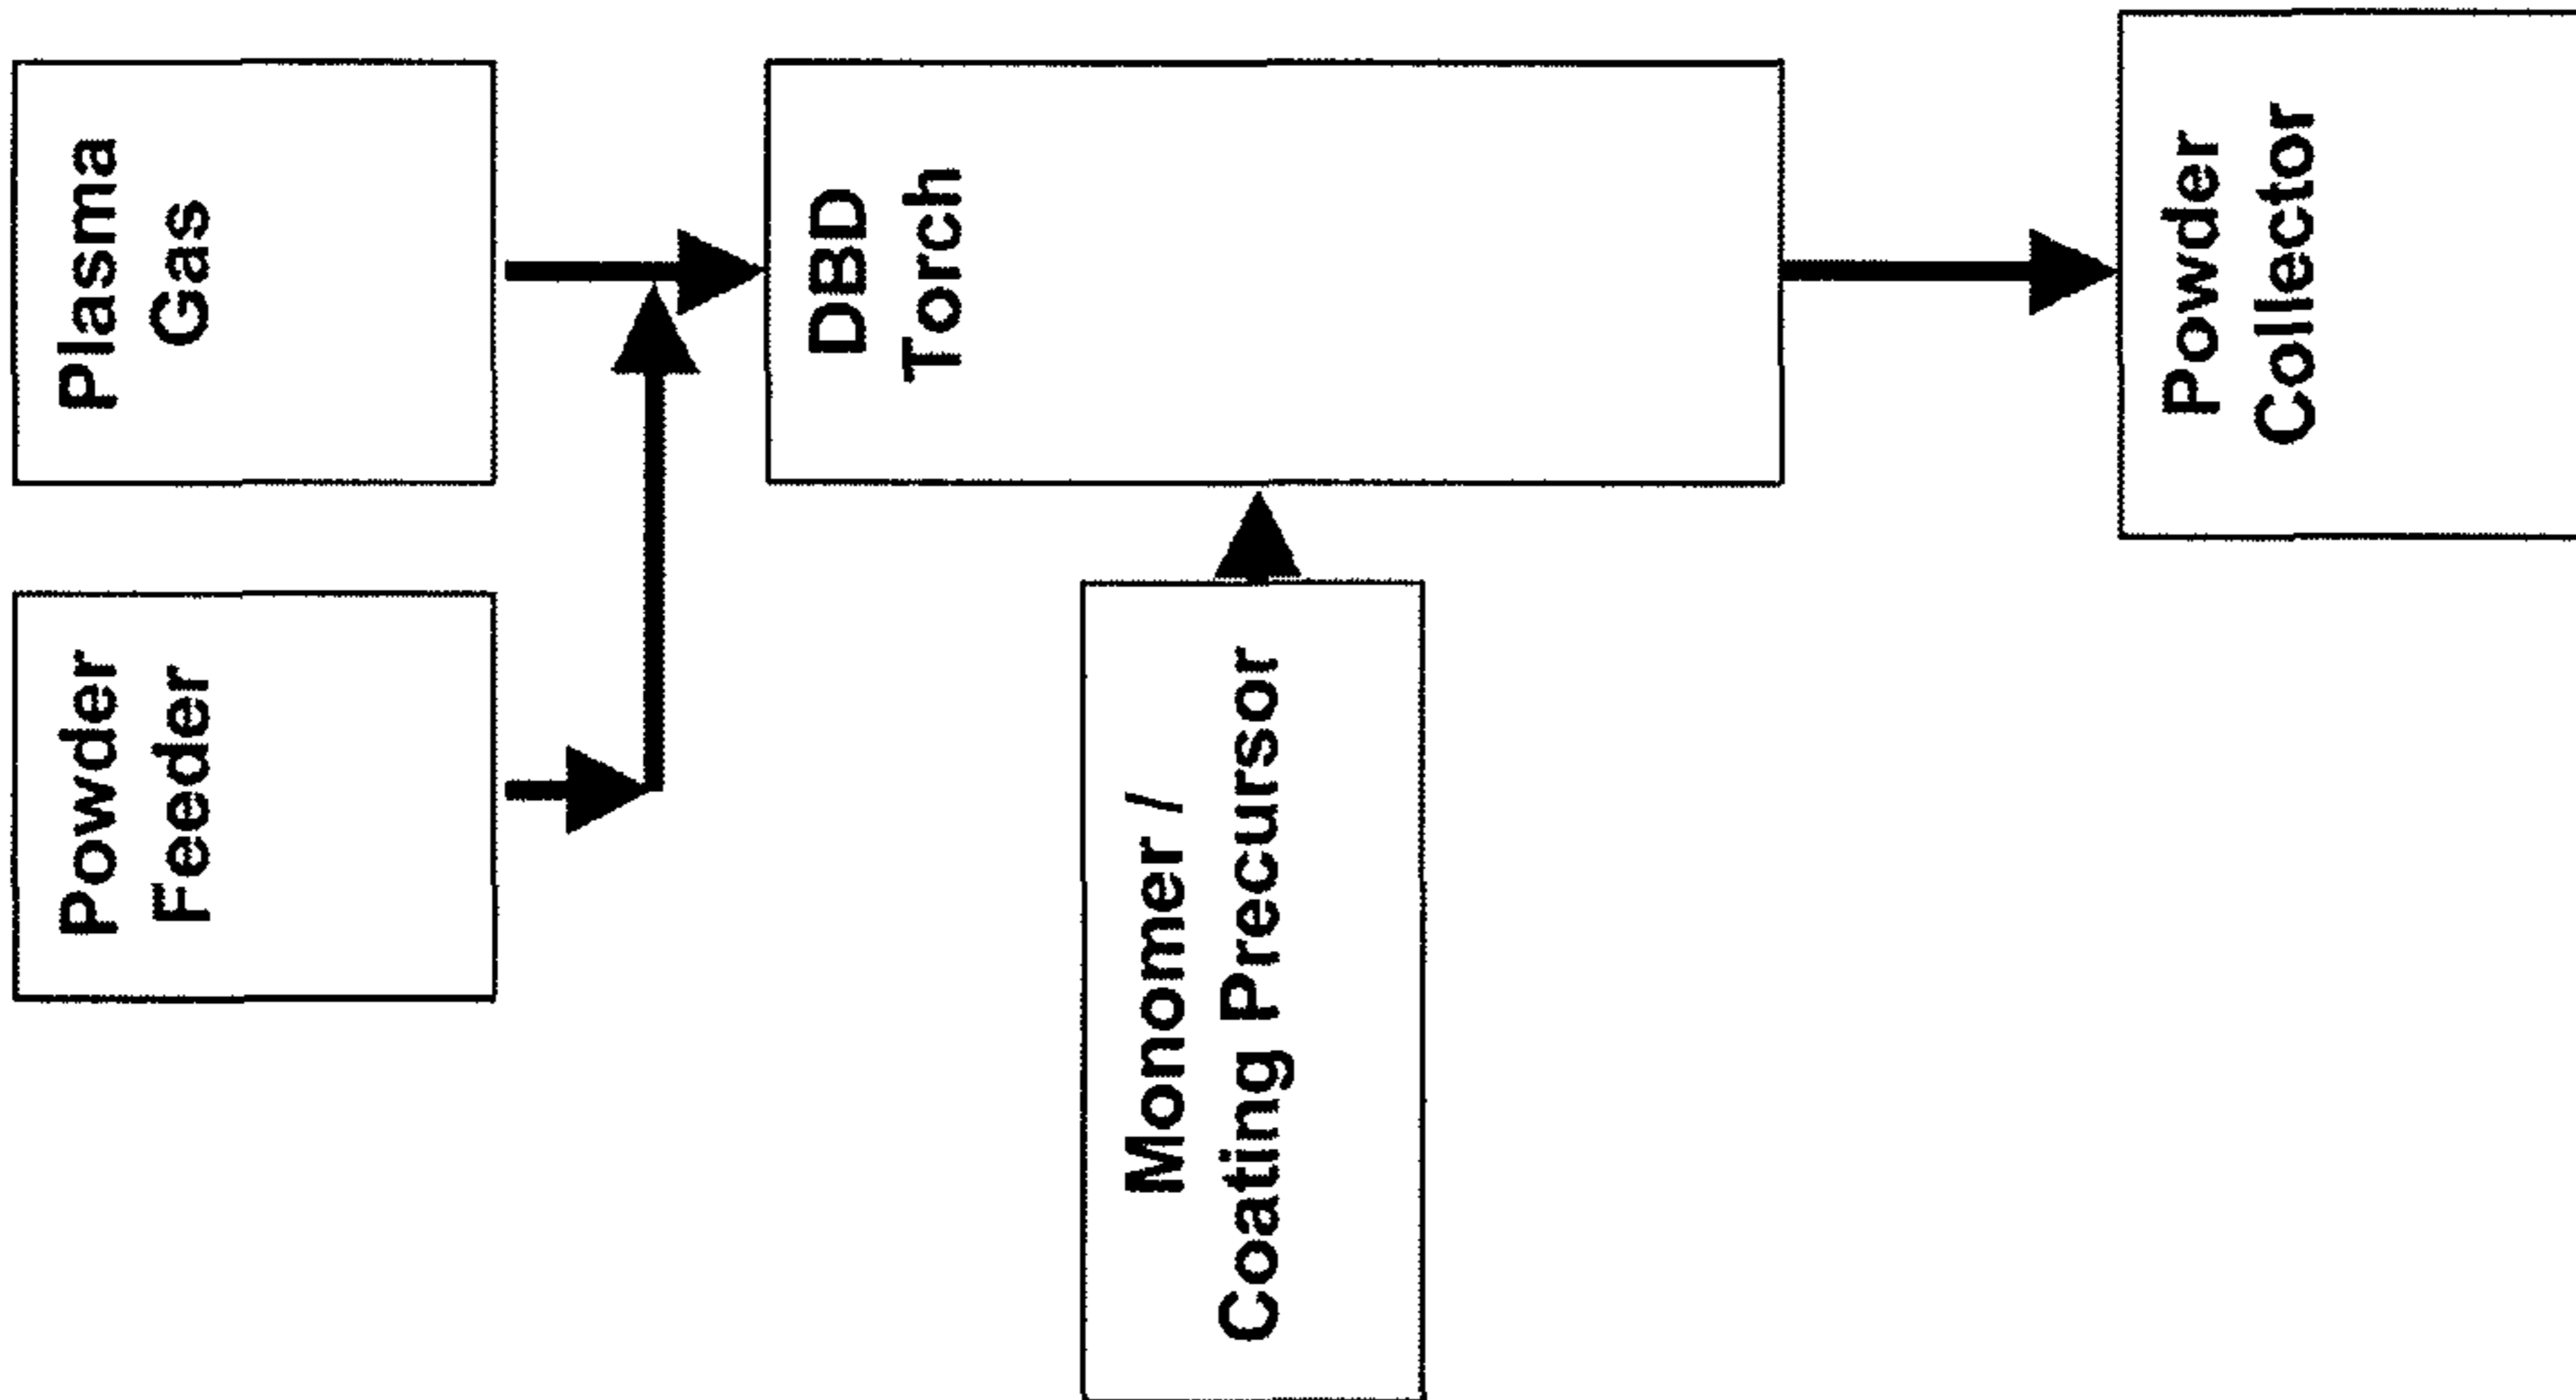 Powder
Feeder
Plasma
Gas
Monomer /
Coating Precursor
DBD
Torch
Powder
Collector